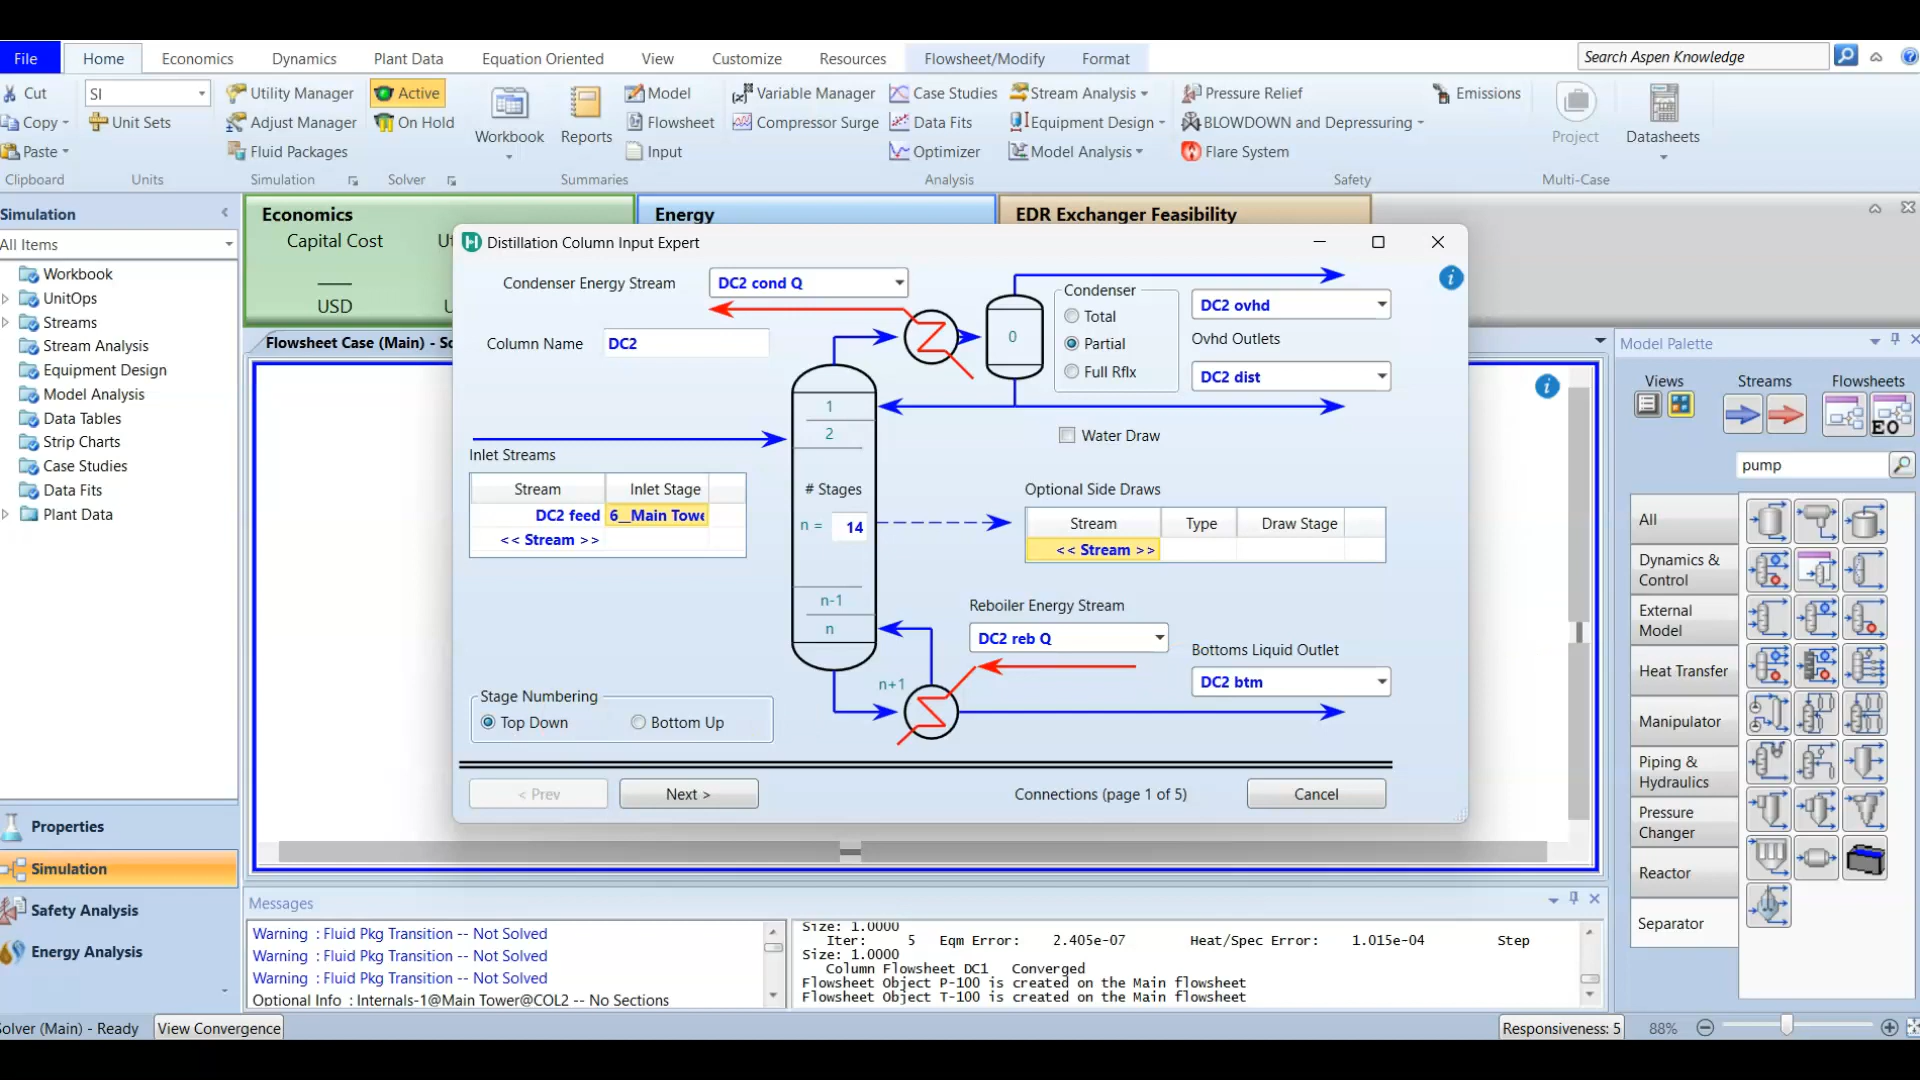 File Home Economics Dynamics Plant Data Equation Oriented View Customize Resources Flowsheet/Modify Format Search Aspen Knowledge
Cut SI Utility Manager Active Model Variable Manager Case Studies Stream Analysis Pressure Relief Emissions
Copy Unit Sets Adjust Manager On Hold Workbook Reports Flowsheet Compressor Surge Data Fits Equipment Design BLOWDOWN and Depressuring Project Datasheets
Paste Fluid Packages Input Optimizer Model Analysis Flare System
Clipboard Units Simulation Solver Summaries Analysis Safety Multi-Case
Simulation
All Items
Workbook
UnitOps
Streams
Stream Analysis
Equipment Design
Model Analysis
Data Tables
Strip Charts
Case Studies
Data Fits
Plant Data
Properties
Simulation
Safety Analysis
Energy Analysis
Economics Energy EDR Exchanger Feasibility
Capital Cost
USD
Flowsheet Case (Main) - So
Distillation Column Input Expert
Condenser Energy Stream DC2 cond Q
Column Name DC2
0
Condenser
Total
Partial
Full Rflx
DC2 ovhd
Ovhd Outlets
DC2 dist
Water Draw
1
2
# Stages
n = 14
n-1
n
n+1
Inlet Streams
Stream Inlet Stage
DC2 feed 6__Main Towe
<< Stream >>
Optional Side Draws
Stream Type Draw Stage
<< Stream >>
Reboiler Energy Stream
DC2 reb Q
Bottoms Liquid Outlet
DC2 btm
Stage Numbering
Top Down Bottom Up
< Prev Next > Connections (page 1 of 5) Cancel
Model Palette
Views Streams Flowsheets
EO
pump
All
Dynamics & Control
External Model
Heat Transfer
Manipulator
Piping & Hydraulics
Pressure Changer
Reactor
Separator
Messages
Warning : Fluid Pkg Transition -- Not Solved
Warning : Fluid Pkg Transition -- Not Solved
Warning : Fluid Pkg Transition -- Not Solved
Optional Info : Internals-1@Main Tower@COL2 -- No Sections
Size: 1.0000
Iter: 5 Eqm Error: 2.405e-07 Heat/Spec Error: 1.015e-04 Step
Size: 1.0000
Column Flowsheet DC1 Converged
Flowsheet Object P-100 is created on the Main flowsheet
Flowsheet Object T-100 is created on the Main flowsheet
Solver (Main) - Ready View Convergence Responsiveness: 5 88%